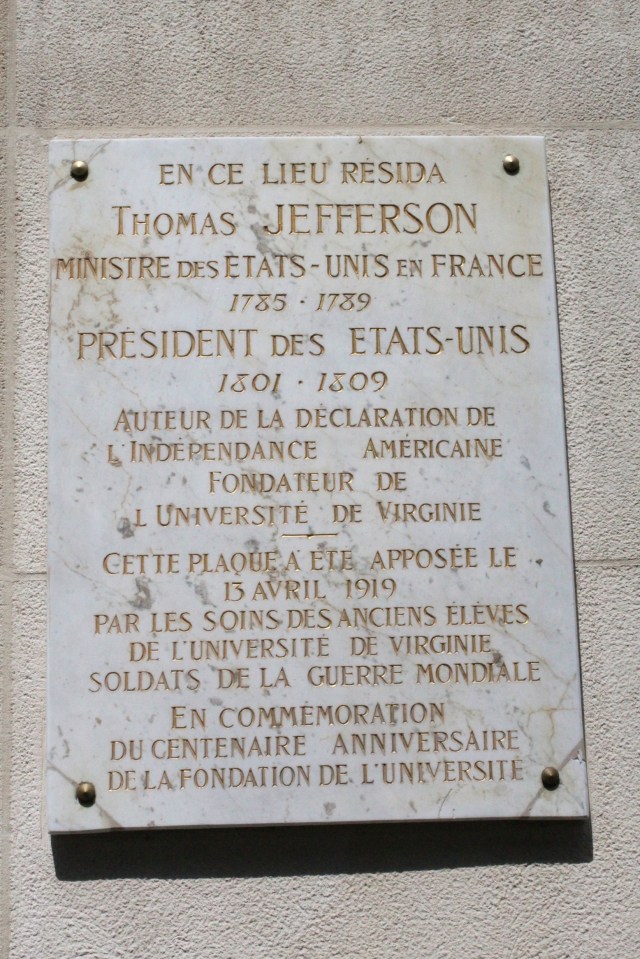 EN CE LIEU RÉSIDA
THOMAS JEFFERSON
MINISTRE DES ETATS-UNIS EN FRANCE
1785 · 1789
PRÉSIDENT DES ETATS-UNIS
1801 · 1809
AUTEUR DE LA DÉCLARATION DE
L'INDÉPENDANCE AMÉRICAINE
FONDATEUR DE
L'UNIVERSITÉ DE VIRGINIE
CETTE PLAQUE A ÉTÉ APPOSÉE LE
13 AVRIL 1919
PAR LES SOINS DES ANCIENS ÉLÈVES
DE L'UNIVERSITÉ DE VIRGINIE
SOLDATS DE LA GUERRE MONDIALE
EN COMMÉMORATION
DU CENTENAIRE ANNIVERSAIRE
DE LA FONDATION DE L'UNIVERSITÉ